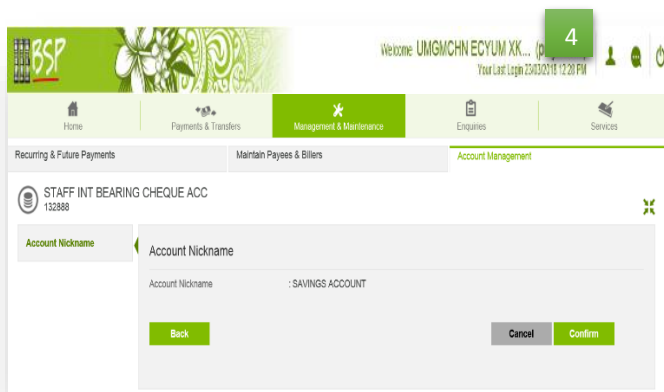 BSP
Welcome UMGMCHN ECYUM XK...
4
Your Last Login 23/03/2018 12:28 PM
Home
Payments & Transfers
Management & Maintenance
Enquiries
Services
Recurring & Future Payments
Maintain Payees & Billers
Account Management
STAFF INT BEARING CHEQUE ACC
132888
Account Nickname
Account Nickname
Account Nickname : SAVINGS ACCOUNT
Back
Cancel
Confirm